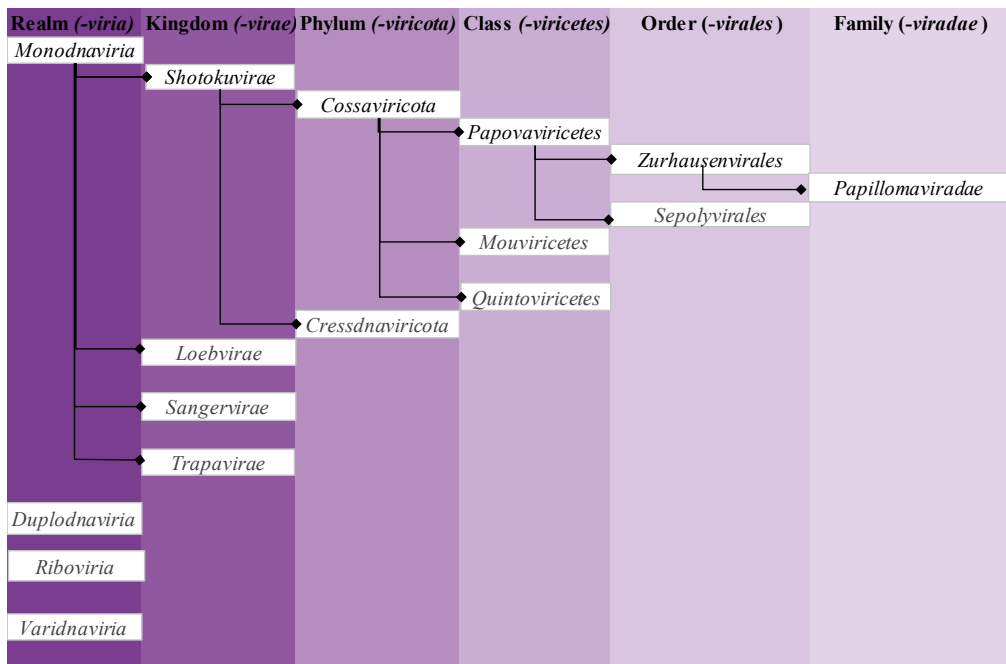 Realm (-viria) Kingdom (-virae) Phylum (-viricota) Class (-viricetes) Order (-virales) Family (-viradae)
Monodnaviria
Shotokuvirae
Cossaviricota
Papovaviricetes
Zurhausenvirales
Papillomaviradae
Sepolyvirales
Mouviricetes
Quintoviricetes
Cressdnaviricota
Loebvirae
Sangervirae
Trapavirae
Duplodnaviria
Riboviria
Varidnaviria